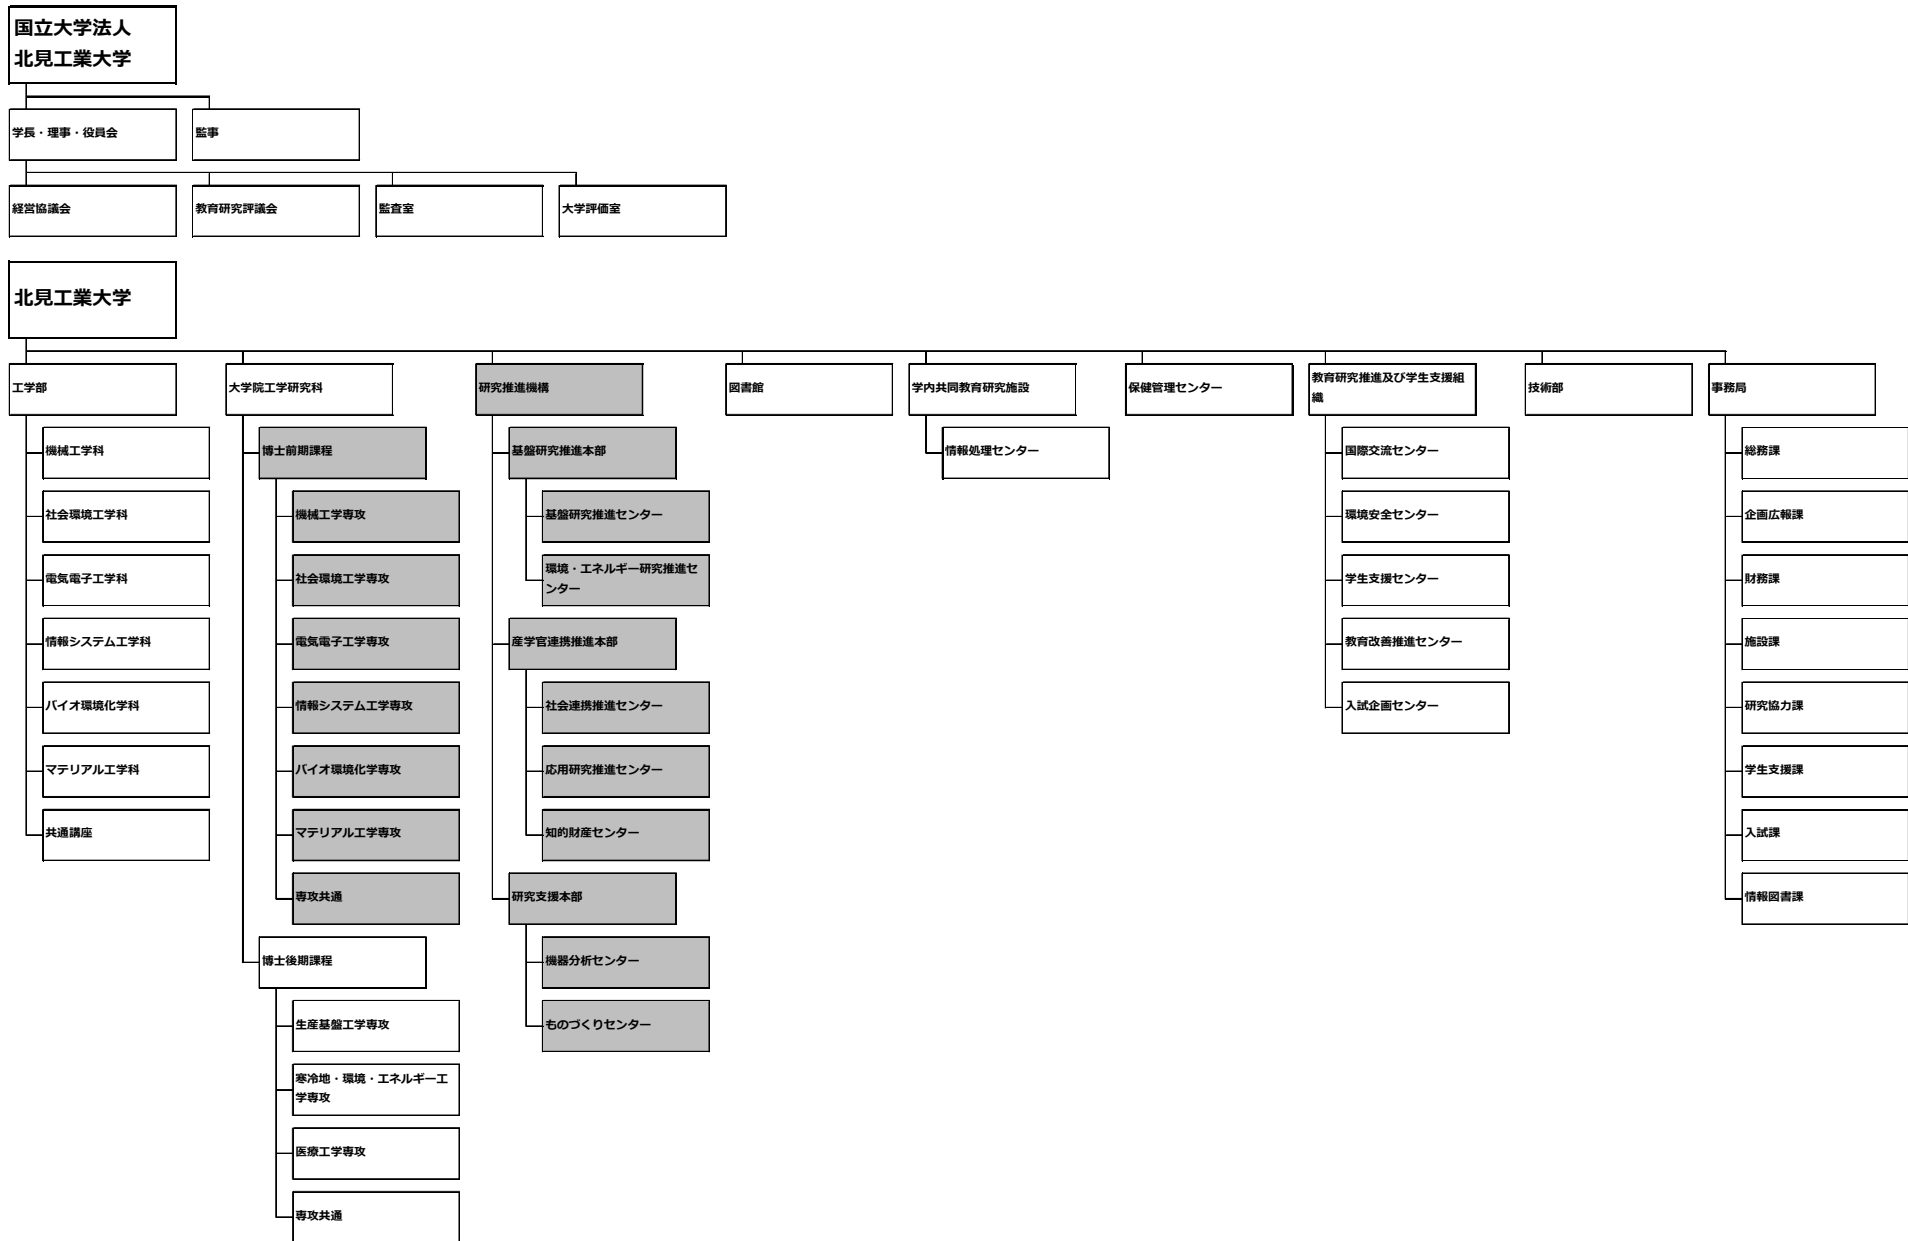 国立大学法人
北見工業大学
学長・理事・役員会
監事
経営協議会
教育研究評議会
監査室
大学評価室
北見工業大学
工学部
機械工学科
社会環境工学科
電気電子工学科
情報システム工学科
バイオ環境化学科
マテリアル工学科
共通講座
大学院工学研究科
博士前期課程
機械工学専攻
社会環境工学専攻
電気電子工学専攻
情報システム工学専攻
バイオ環境化学専攻
マテリアル工学専攻
専攻共通
博士後期課程
生産基盤工学専攻
寒冷地・環境・エネルギー工
学専攻
医療工学専攻
専攻共通
研究推進機構
基盤研究推進本部
基盤研究推進センター
環境・エネルギー研究推進セ
ンター
産学官連携推進本部
社会連携推進センター
応用研究推進センター
知的財産センター
研究支援本部
機器分析センター
ものづくりセンター
図書館
学内共同教育研究施設
情報処理センター
保健管理センター
教育研究推進及び学生支援組
織
国際交流センター
環境安全センター
学生支援センター
教育改善推進センター
入試企画センター
技術部
事務局
総務課
企画広報課
財務課
施設課
研究協力課
学生支援課
入試課
情報図書課